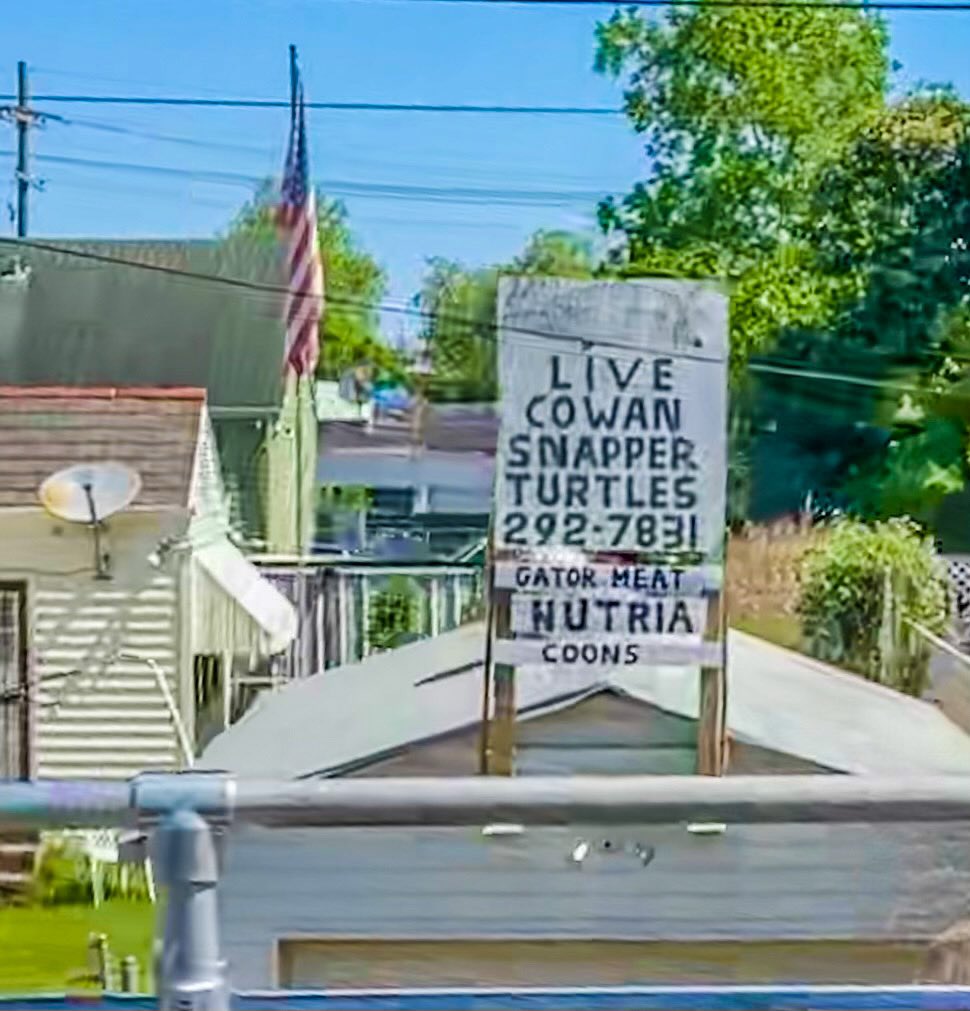 LIVE
COWAN
SNAPPER
TURTLES
292-7831
GATOR MEAT
NUTRIA
COONS